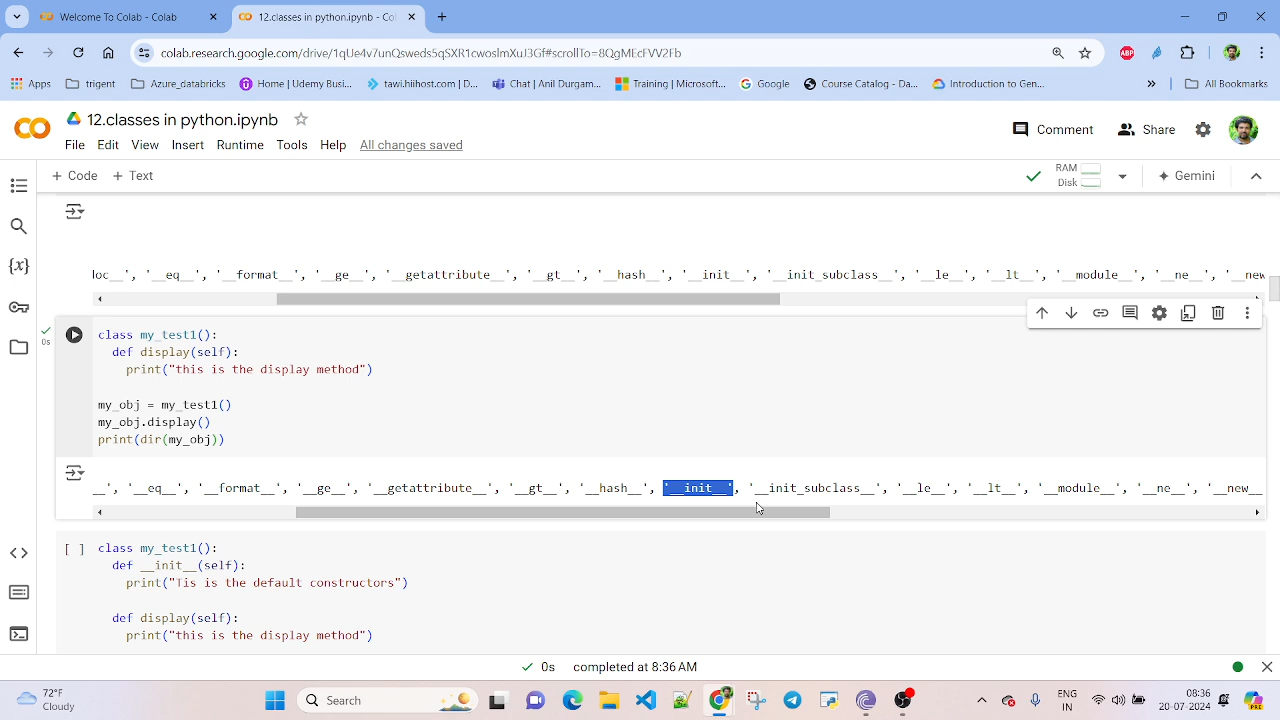 Welcome To Colab - Colab
12.classes in python.ipynb - Co
colab.research.google.com/drive/1qUe4v7unQsweds5qSXR1cwoslmXuJ3Gf#scrollTo=8QgMEcFVV2Fb
ABP
Apps trigent Azure_databricks Home | Udemy Busi... tawi.hiihost.com | D... Chat | Anil Durgam... Training | Microsoft... Google Course Catalog - Da... Introduction to Gen... » All Bookmarks
12.classes in python.ipynb
Comment Share
File Edit View Insert Runtime Tools Help All changes saved
+ Code + Text
RAM
Disk
Gemini
loc__', '__eq__', '__format__', '__ge__', '__getattribute__', '__gt__', '__hash__', '__init__', '__init_subclass__', '__le__', '__lt__', '__module__', '__ne__', '__new
0s
class my_test1():
def display(self):
print("this is the display method")
my_obj = my_test1()
my_obj.display()
print(dir(my_obj))
__', '__eq__', '__format__', '__ge__', '__getattribute__', '__gt__', '__hash__', '__init__', '__init_subclass__', '__le__', '__lt__', '__module__', '__ne__', '__new__
[ ] class my_test1():
def __init__(self):
print("Tis is the default constructors")
def display(self):
print("this is the display method")
0s completed at 8:36 AM
72°F
Cloudy
Search
ENG
IN
08:36
20-07-2024